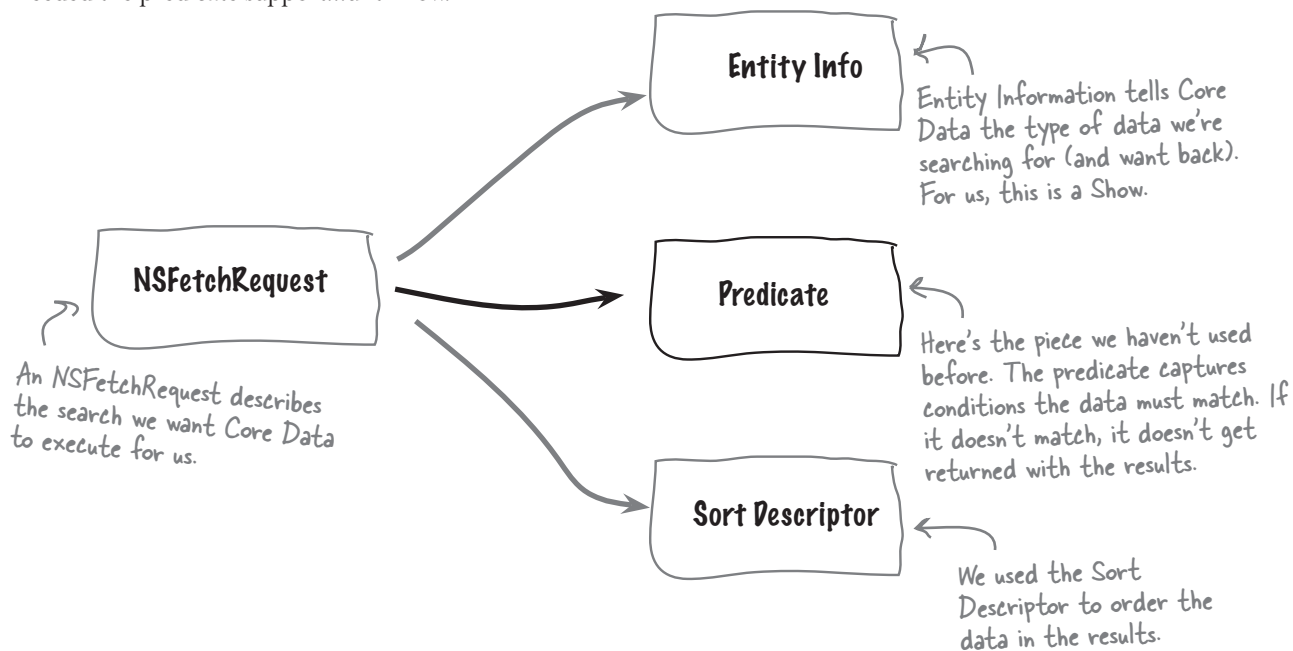 Entity Info
Entity Information tells Core
Data the type of data we're
searching for (and want back).
For us, this is a Show.
NSFetchRequest
An NSFetchRequest describes
the search we want Core Data
to execute for us.
Predicate
Here's the piece we haven't used
before. The predicate captures
conditions the data must match. If
it doesn't match, it doesn't get
returned with the results.
Sort Descriptor
We used the Sort
Descriptor to order the
data in the results.